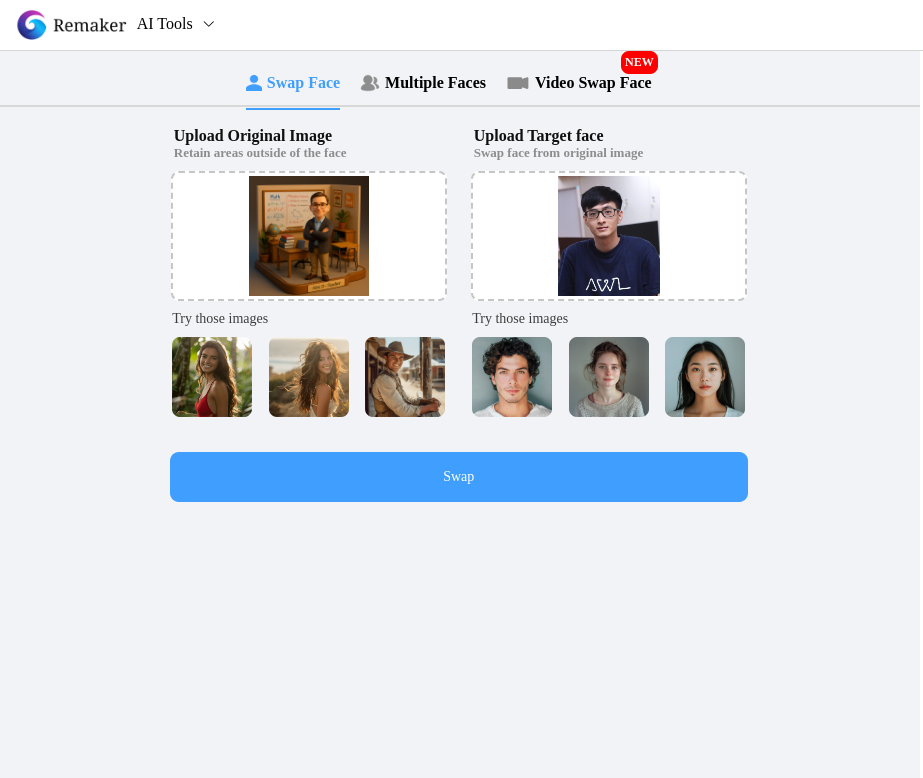 Remaker
AI Tools
NEW
Swap Face
Multiple Faces
Video Swap Face
Upload Original Image
Retain areas outside of the face
Upload Target face
Swap face from original image
AWL
Try those images
Try those images
Swap